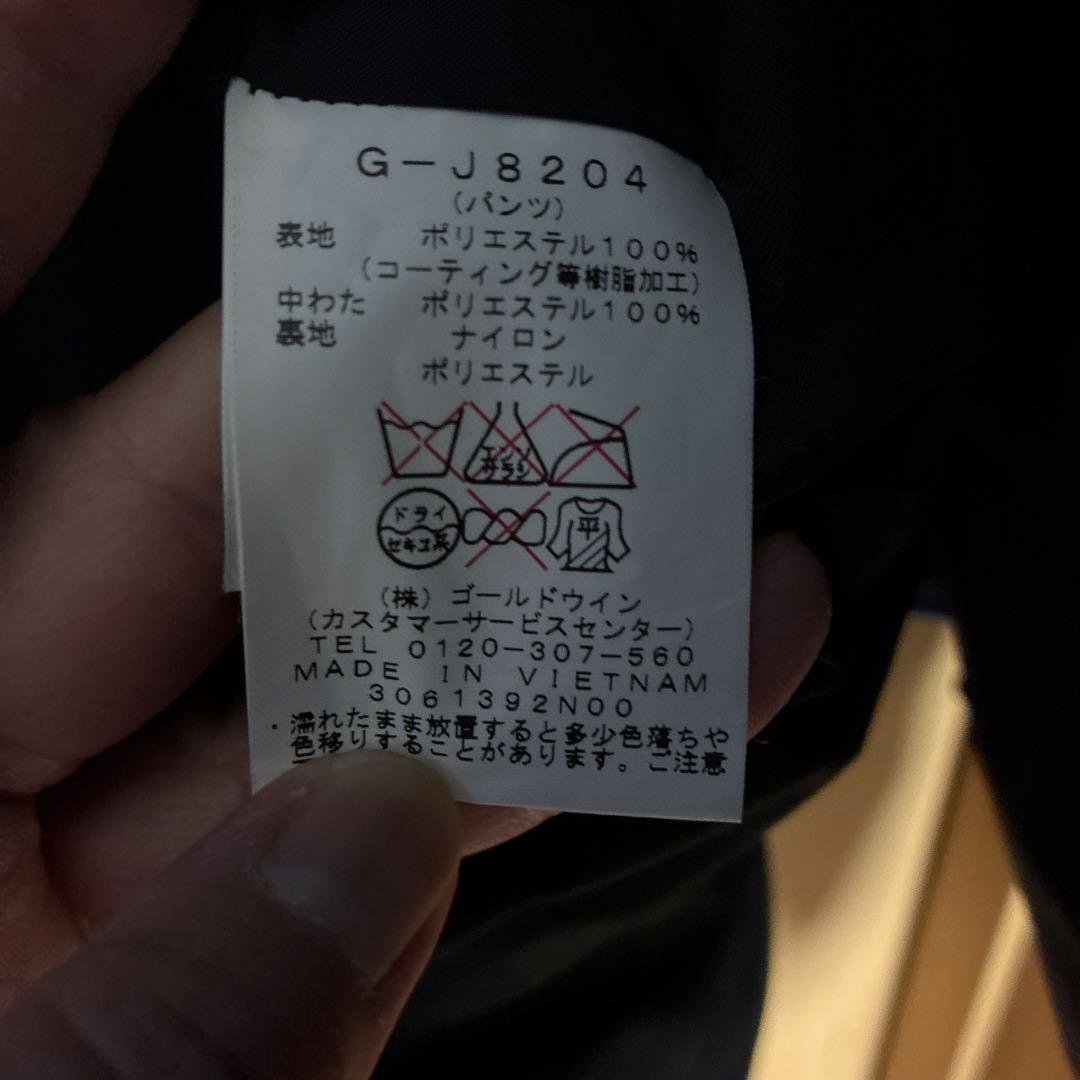 G-J8204
(パンツ)
表地 ポリエステル100%
(コーティング等樹脂加工)
中わた ポリエステル100%
裏地 ナイロン
ポリエステル
エンソ
サラシ
ドライ
セキユ系
平
(株)ゴールドウイン
(カスタマーサービスセンター)
TEL 0120-307-560
MADE IN VIETNAM
3061392N00
・濡れたまま放置すると多少色落ちや
色移りすることがあります。ご注意